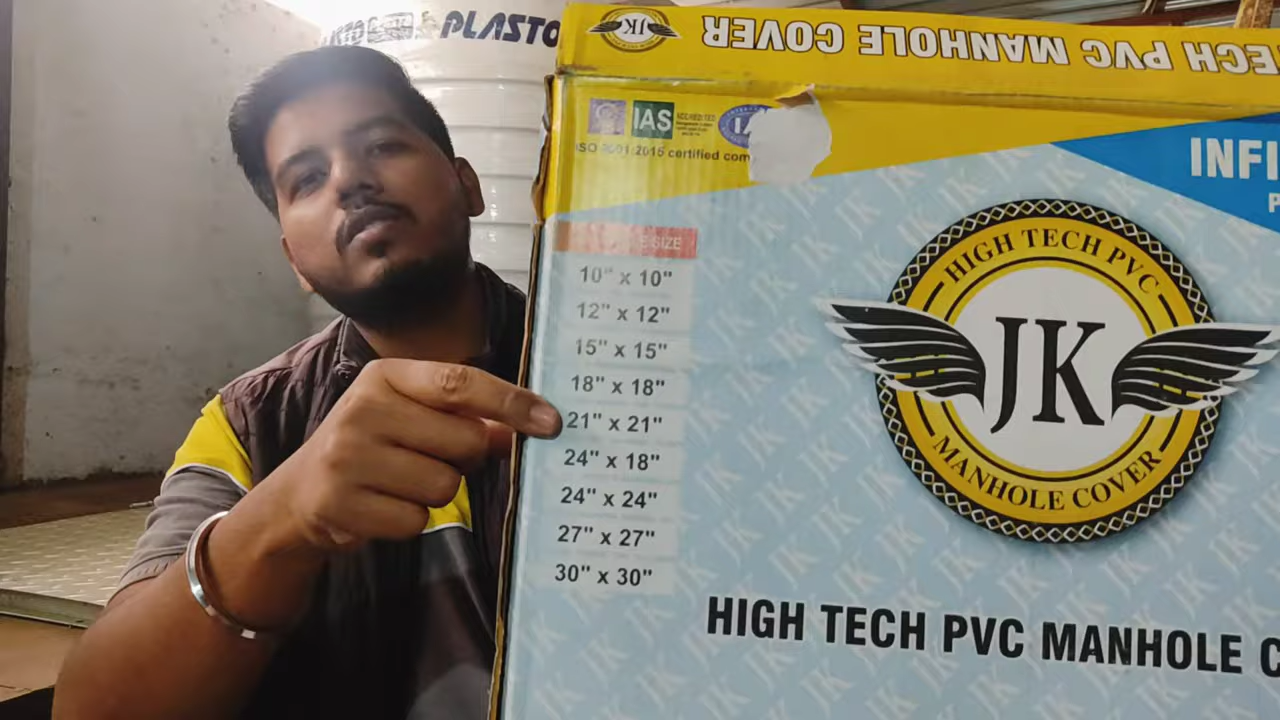 PLASTO
JK
HIGH TECH PVC MANHOLE COVER
IAS
ACCREDITED
ISO 9001:2015 certified com
INFI
SIZE
10" x 10"
12" x 12"
15" x 15"
18" x 18"
21" x 21"
24" x 18"
24" x 24"
27" x 27"
30" x 30"
HIGH TECH PVC
JK
MANHOLE COVER
HIGH TECH PVC MANHOLE C